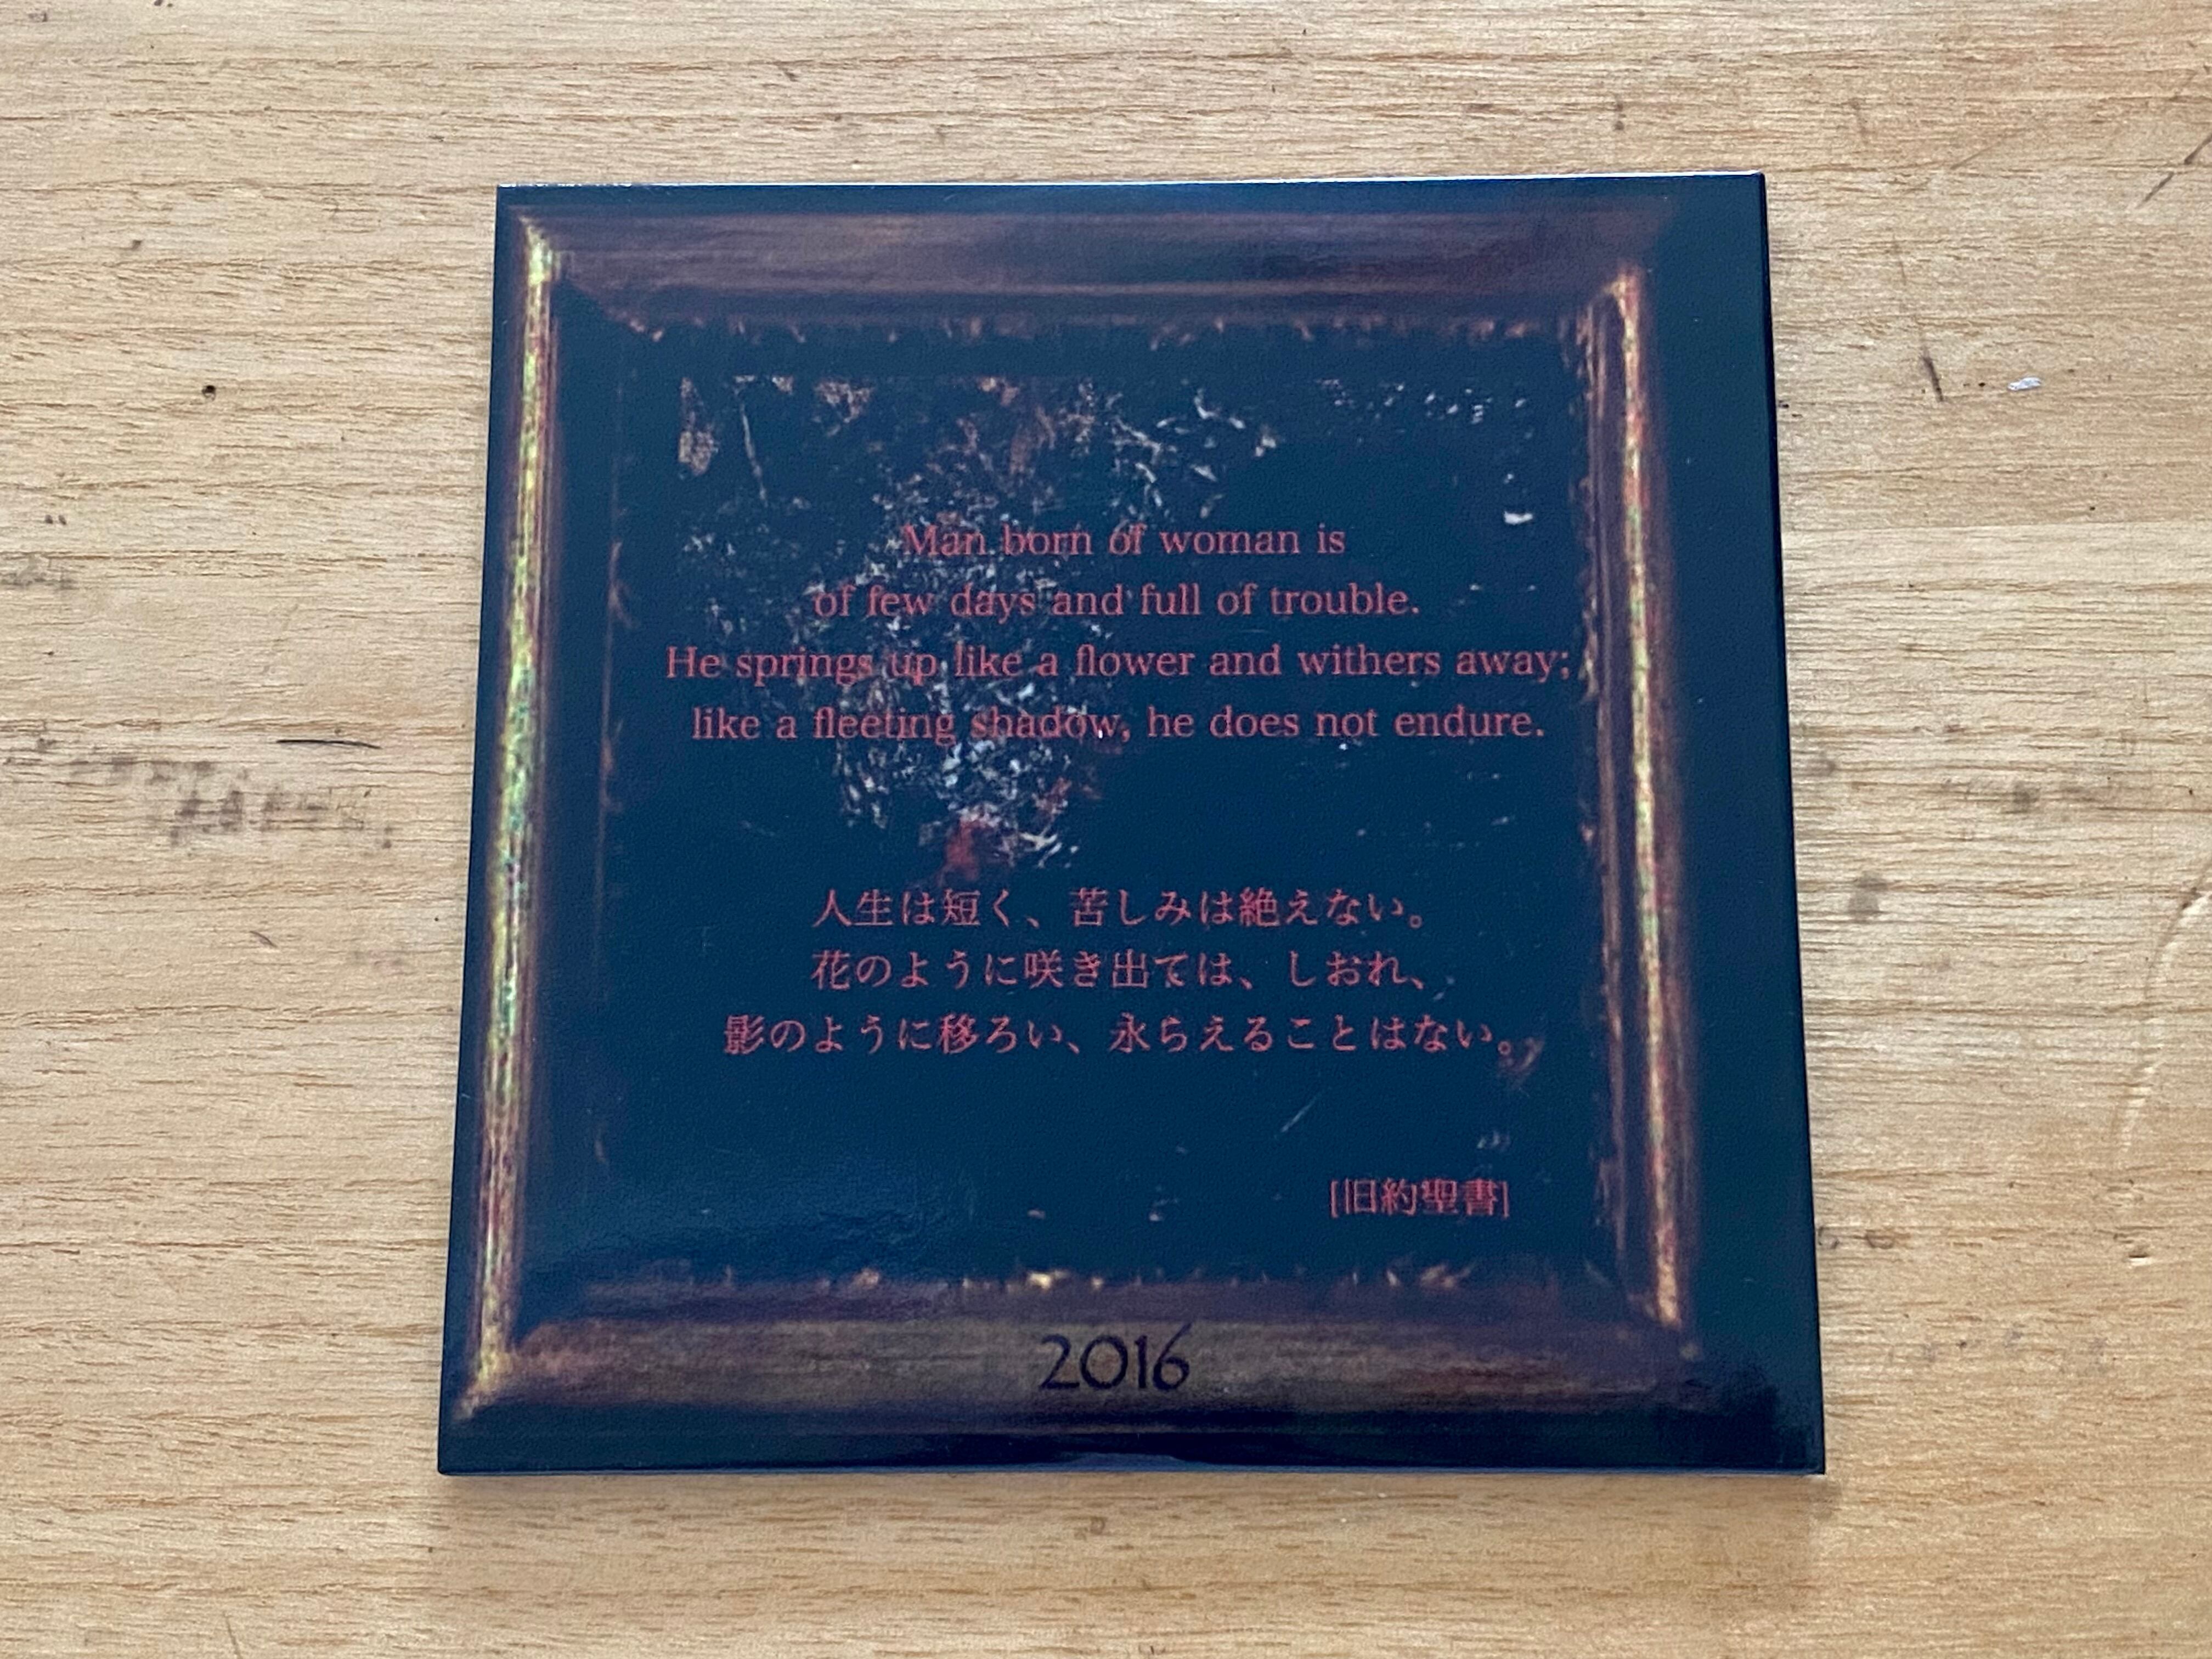 Man born of woman is
of few days and full of trouble.
He springs up like a flower and withers away;
like a fleeting shadow, he does not endure.
人生は短く、苦しみは絶えない。
花のように咲き出ては、しおれ、
影のように移ろい、永らえることはない。
[旧約聖書]
2016